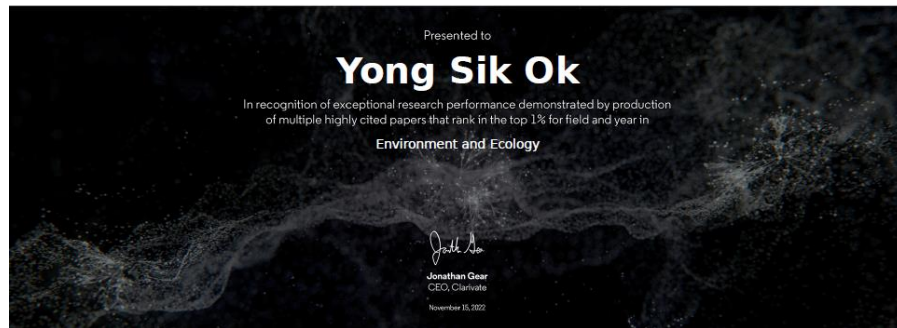 Presented to
Yong Sik Ok
In recognition of exceptional research performance demonstrated by production
of multiple highly cited papers that rank in the top 1% for field and year in
Environment and Ecology
Jonathan Gear
CEO, Clarivate
November 15, 2022